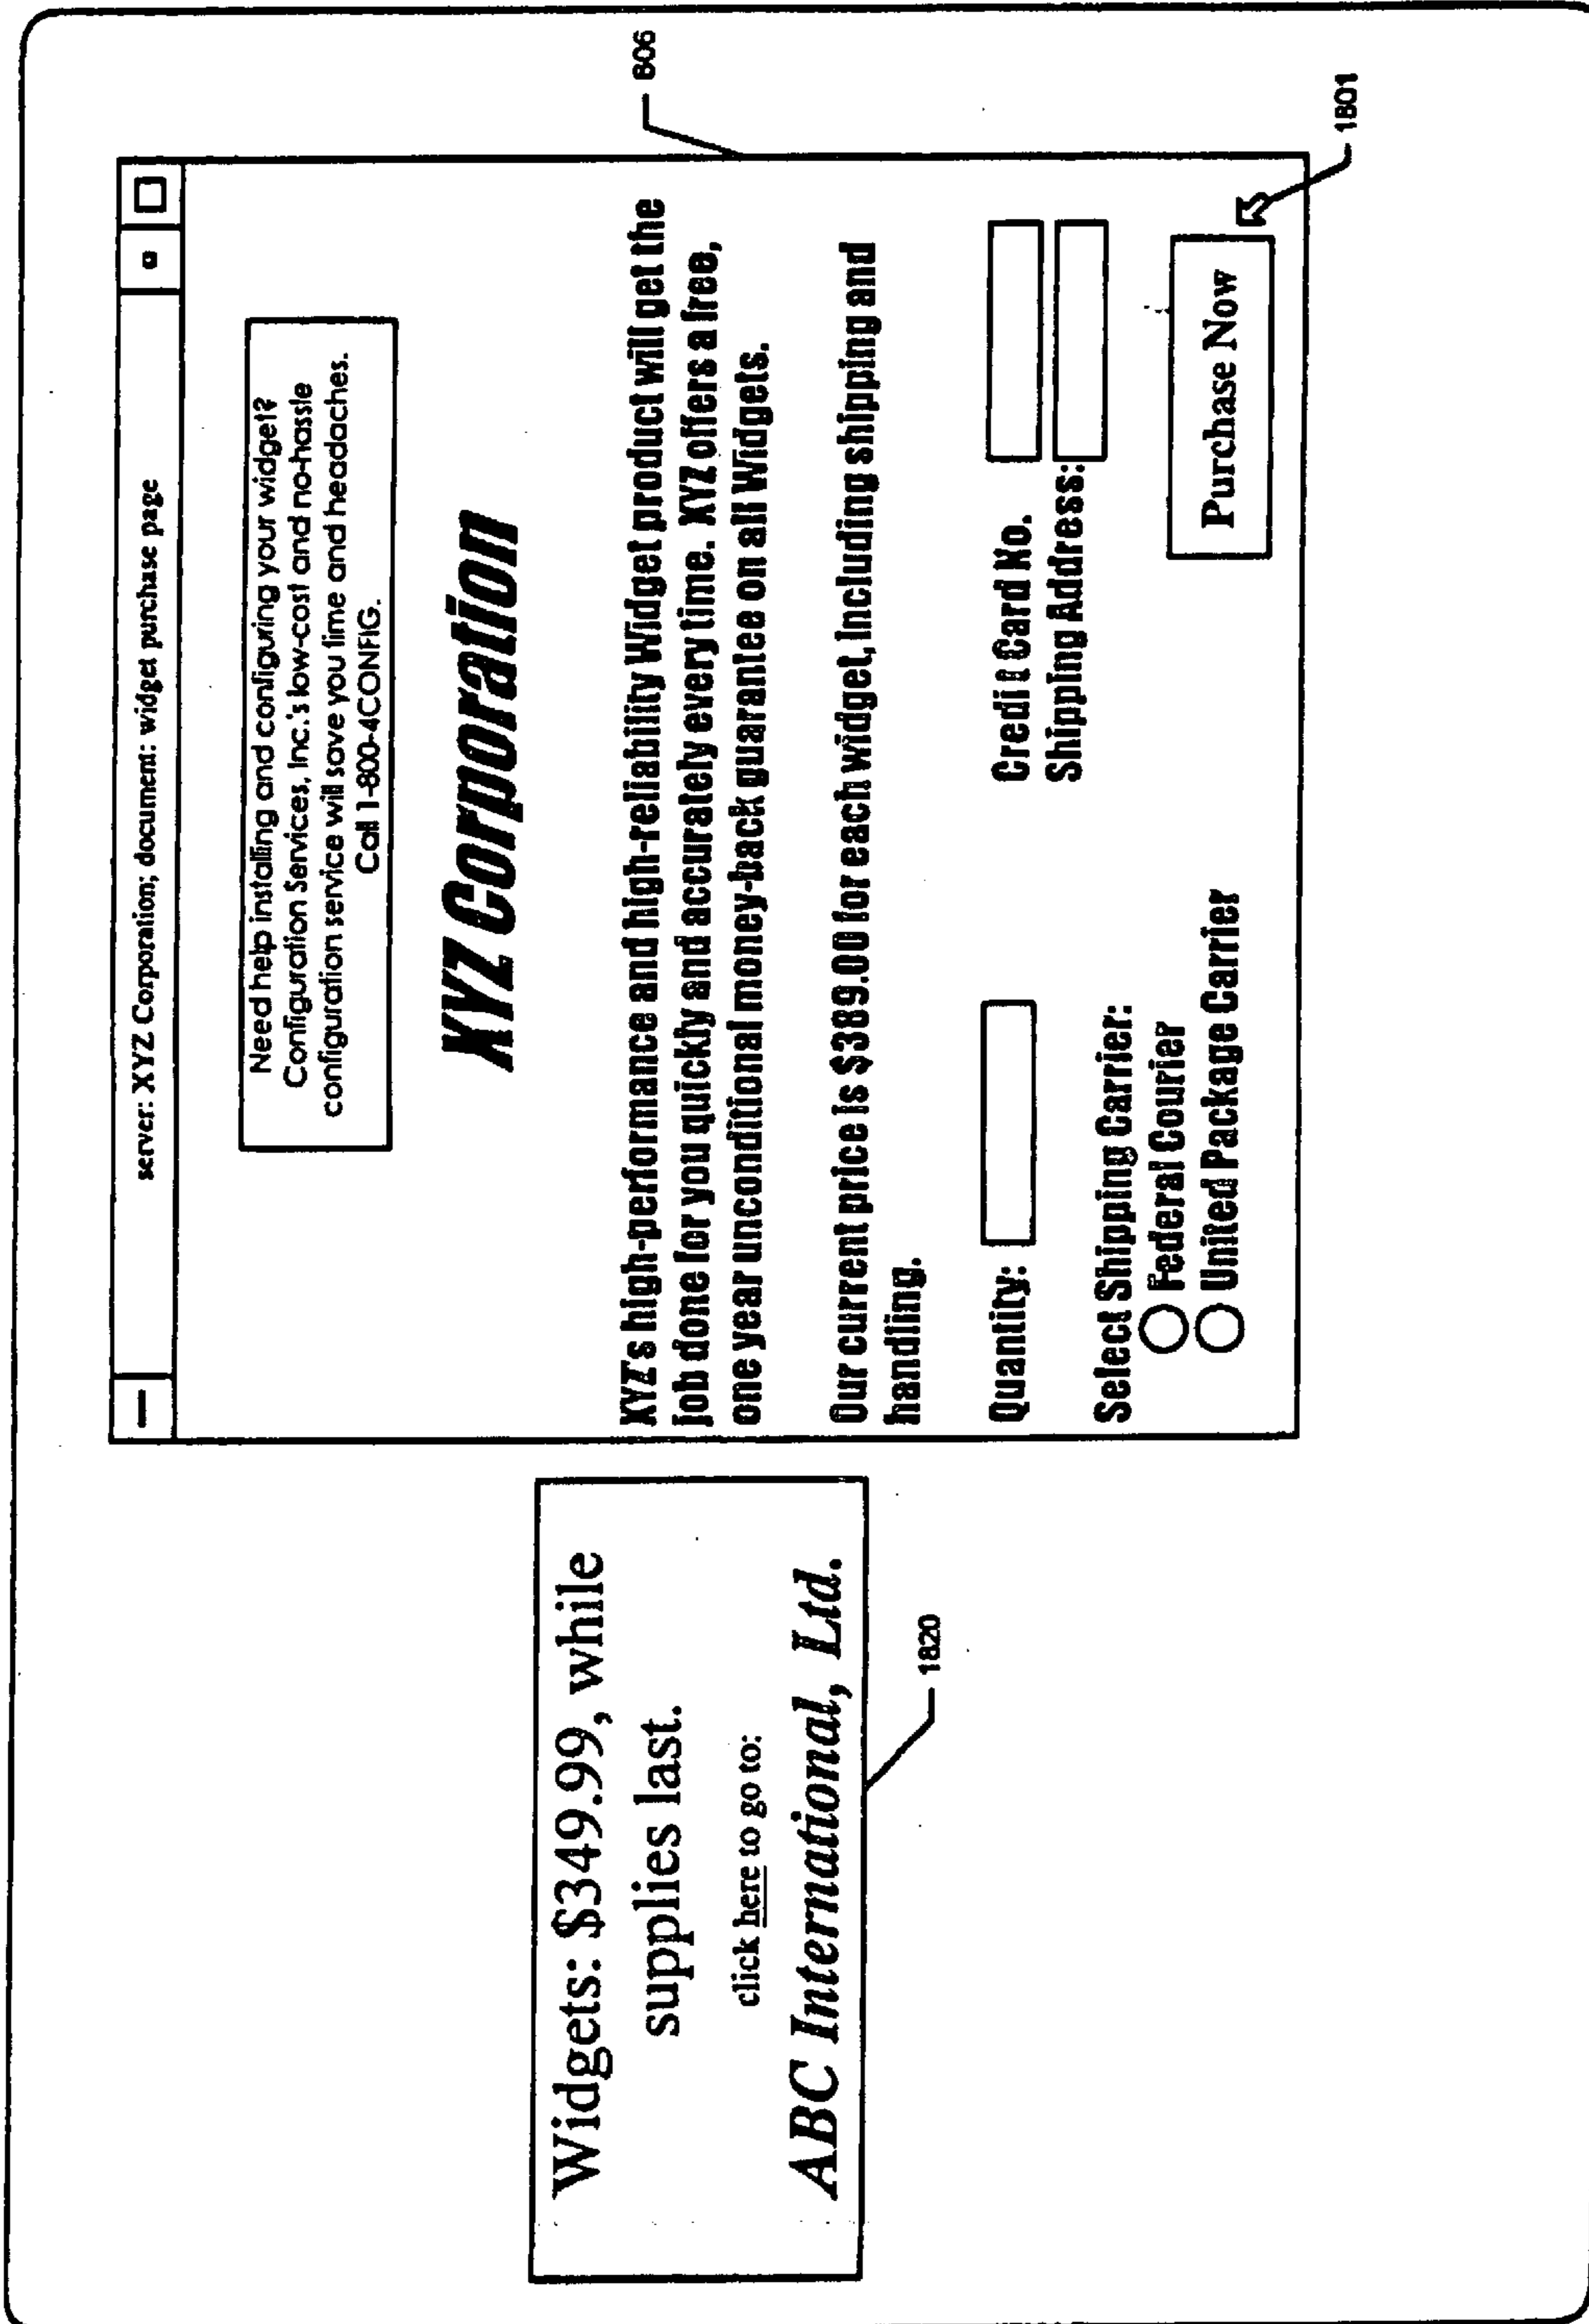 Widgets: $349.99, while
supplies last.
click here to go to:
ABC International, Ltd.
1820
server: XYZ Corporation; document: widget purchase page
Need help installing and configuring your widget?
Configuration Services, Inc.'s low-cost and no-hassle
configuration service will save you time and headaches.
Call 1-800-4CONFIG.
XYZ Corporation
XYZ's high-performance and high-reliability Widget product will get the
job done for you quickly and accurately every time. XYZ offers a free,
one year unconditional money-back guarantee on all Widgets.
Our current price is $389.00 for each widget, including shipping and
handling.
Quantity:
Credit Card No.
Shipping Address:
Select Shipping Carrier:
Federal Courier
United Package Carrier
Purchase Now
606
1801